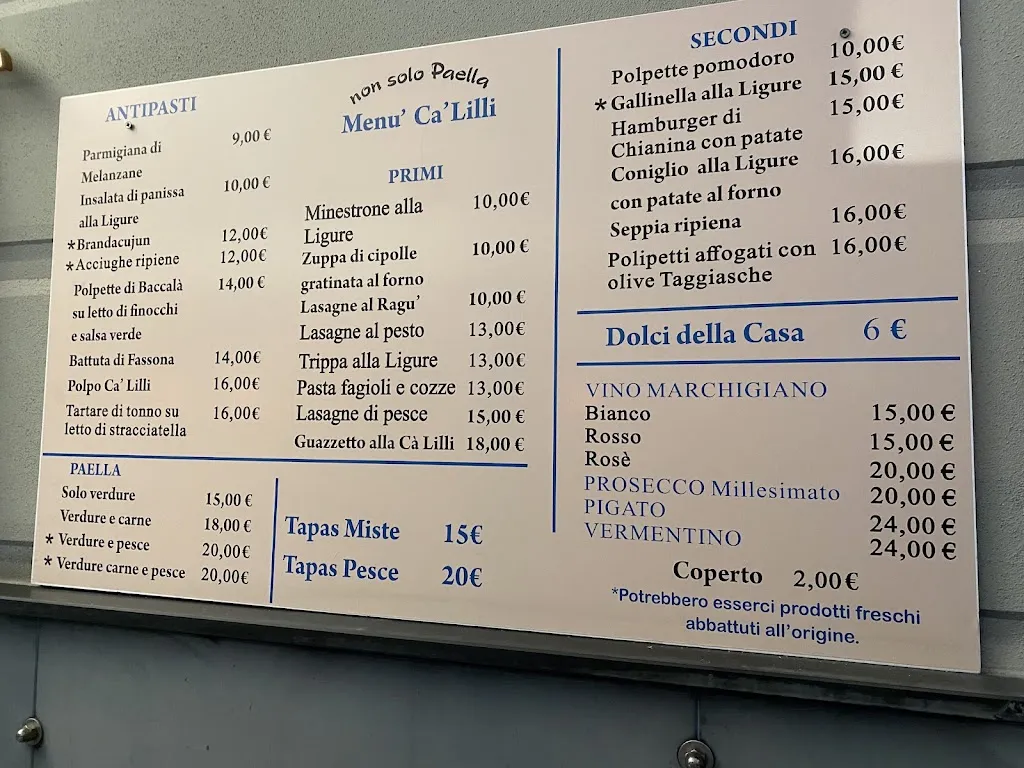 non solo Paella
Menu' Ca'Lilli
ANTIPASTI
Parmigiana di 9,00 €
Melanzane
Insalata di panissa 10,00 €
alla Ligure
*Brandacujun 12,00€
*Acciughe ripiene 12,00€
Polpette di Baccalà 14,00 €
su letto di finocchi
e salsa verde
Battuta di Fassona 14,00€
Polpo Ca' Lilli 16,00€
Tartare di tonno su 16,00€
letto di stracciatella
PRIMI
Minestrone alla 10,00€
Ligure
Zuppa di cipolle 10,00 €
gratinata al forno
Lasagne al Ragu' 10,00 €
Lasagne al pesto 13,00€
Trippa alla Ligure 13,00€
Pasta fagioli e cozze 13,00€
Lasagne di pesce 15,00 €
Guazzetto alla Cà Lilli 18,00 €
PAELLA
Solo verdure 15,00 €
Verdure e carne 18,00 €
* Verdure e pesce 20,00€
* Verdure carne e pesce 20,00€
Tapas Miste 15€
Tapas Pesce 20€
SECONDI
Polpette pomodoro 10,00€
*Gallinella alla Ligure 15,00 €
Hamburger di 15,00€
Chianina con patate
Coniglio alla Ligure 16,00€
con patate al forno
Seppia ripiena 16,00€
Polipetti affogati con 16,00€
olive Taggiasche
Dolci della Casa 6 €
VINO MARCHIGIANO
Bianco 15,00 €
Rosso 15,00 €
Rosè 20,00 €
PROSECCO Millesimato 20,00 €
PIGATO 24,00 €
VERMENTINO 24,00 €
Coperto 2,00€
*Potrebbero esserci prodotti freschi
abbattuti all'origine.